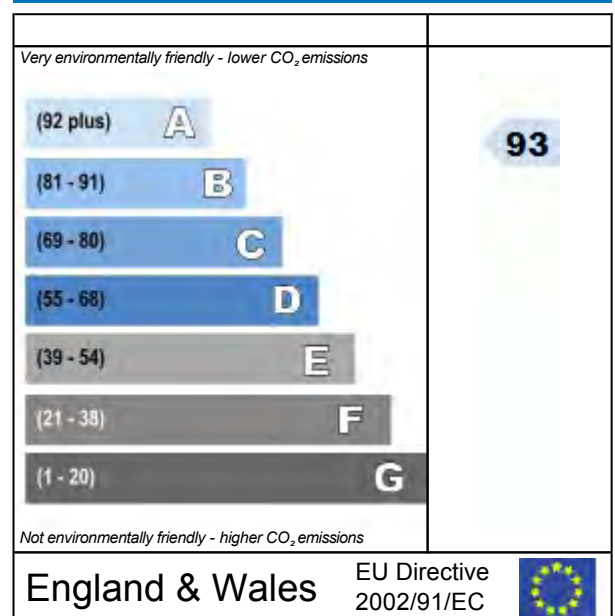 Very environmentally friendly - lower CO₂ emissions
(92 plus) A
93
(81 - 91) B
(69 - 80) C
(55 - 68) D
(39 - 54) E
(21 - 38) F
(1 - 20) G
Not environmentally friendly - higher CO₂ emissions
England & Wales
EU Directive
2002/91/EC